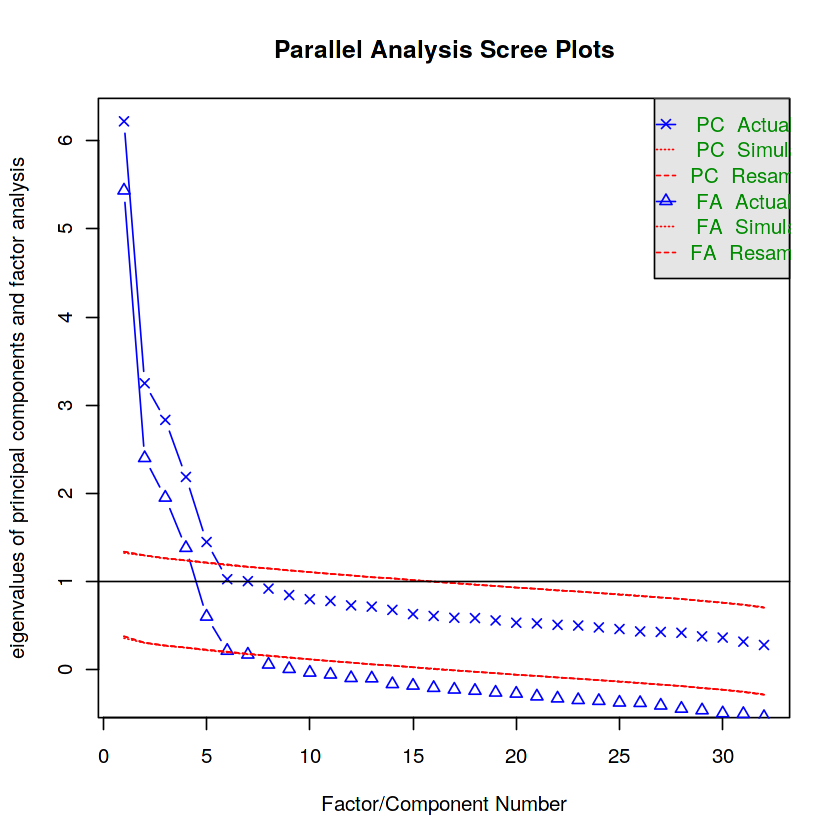 Parallel Analysis Scree Plots
eigenvalues of principal components and factor analysis
6
5
4
3
2
1
0
PC Actua
PC Simul
PC Resam
FA Actual
FA Simula
FA Resam
0 5 10 15 20 25 30
Factor/Component Number